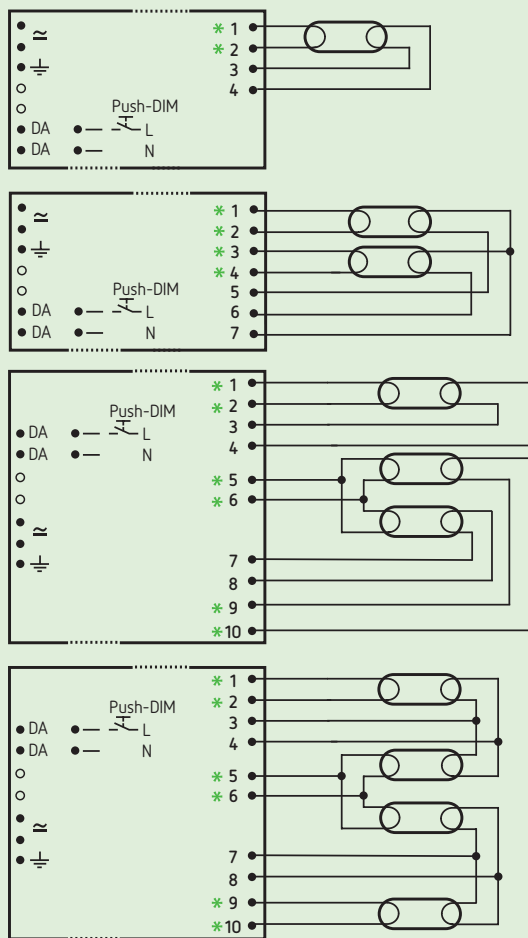 * 1
≃ * 2
3
4
Push-DIM
DA L
DA N
* 1
≃ * 2
* 3
* 4
Push-DIM 5
DA L 6
DA N 7
* 1
* 2
Push-DIM 3
DA L 4
DA N
* 5
* 6
≃
7
8
* 9
* 10
* 1
* 2
Push-DIM 3
DA L 4
DA N
* 5
* 6
≃
7
8
* 9
* 10